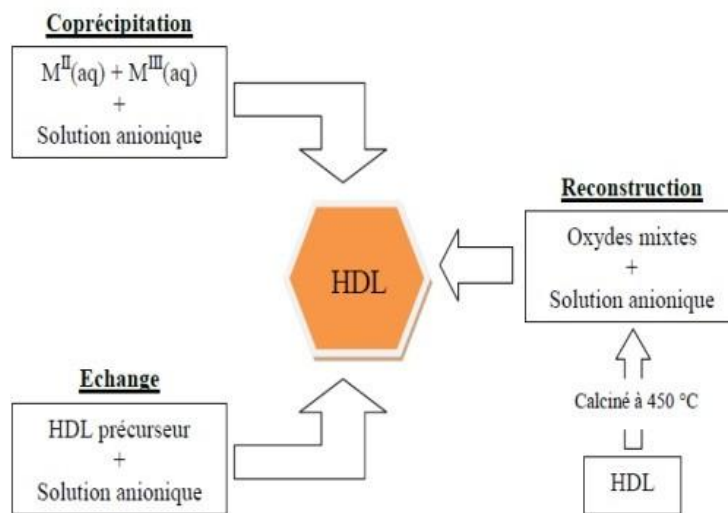 Coprécipitation
M^II(aq) + M^III(aq)
+
Solution anionique
HDL
Reconstruction
Oxydes mixtes
+
Solution anionique
Calciné à 450 °C
HDL
Echange
HDL précurseur
+
Solution anionique